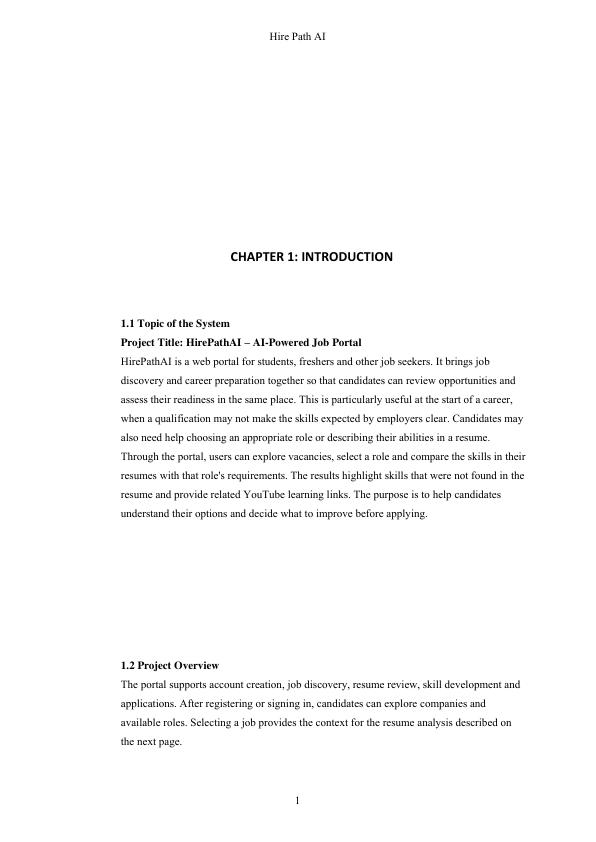 Hire Path AI
CHAPTER 1: INTRODUCTION
1.1 Topic of the System
Project Title: HirePathAI – AI-Powered Job Portal
HirePathAI is a web portal for students, freshers and other job seekers. It brings job
discovery and career preparation together so that candidates can review opportunities and
assess their readiness in the same place. This is particularly useful at the start of a career,
when a qualification may not make the skills expected by employers clear. Candidates may
also need help choosing an appropriate role or describing their abilities in a resume.
Through the portal, users can explore vacancies, select a role and compare the skills in their
resumes with that role's requirements. The results highlight skills that were not found in the
resume and provide related YouTube learning links. The purpose is to help candidates
understand their options and decide what to improve before applying.
1.2 Project Overview
The portal supports account creation, job discovery, resume review, skill development and
applications. After registering or signing in, candidates can explore companies and
available roles. Selecting a job provides the context for the resume analysis described on
the next page.
1